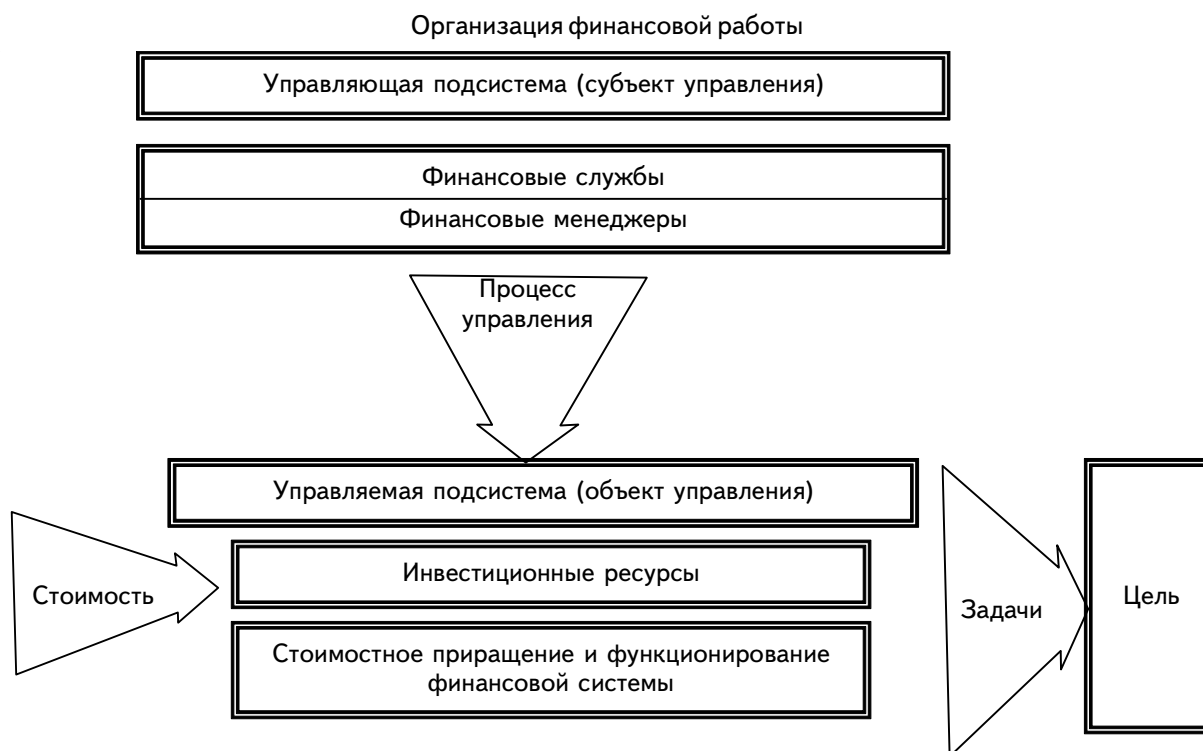 Организация финансовой работы
Управляющая подсистема (субъект управления)
Финансовые службы
Финансовые менеджеры
Процесс
управления
Управляемая подсистема (объект управления)
Стоимость
Инвестиционные ресурсы
Стоимостное приращение и функционирование
финансовой системы
Задачи
Цель